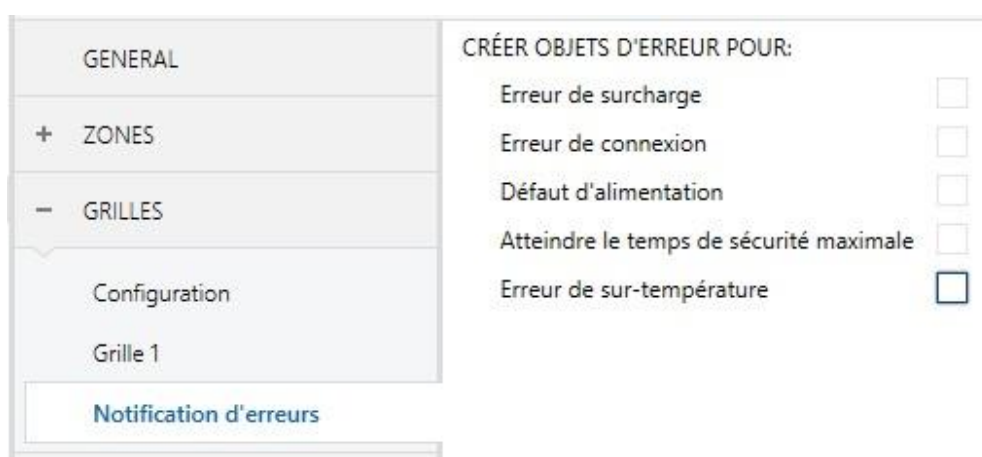 GENERAL
+ ZONES
− GRILLES
Configuration
Grille 1
Notification d'erreurs
CRÉER OBJETS D'ERREUR POUR:
Erreur de surcharge
Erreur de connexion
Défaut d'alimentation
Atteindre le temps de sécurité maximale
Erreur de sur-température